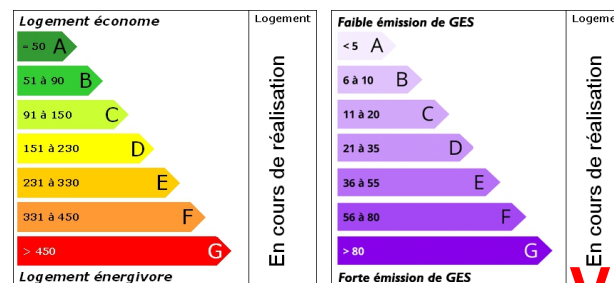 Logement économe
Logement
= 50 A
51 à 90 B
91 à 150 C
151 à 230 D
231 à 330 E
331 à 450 F
> 450 G
Logement énergivore
En cours de réalisation
Faible émission de GES
Logeme
< 5 A
6 à 10 B
11 à 20 C
21 à 35 D
36 à 55 E
56 à 80 F
> 80 G
Forte émission de GES
En cours de réalisation
V